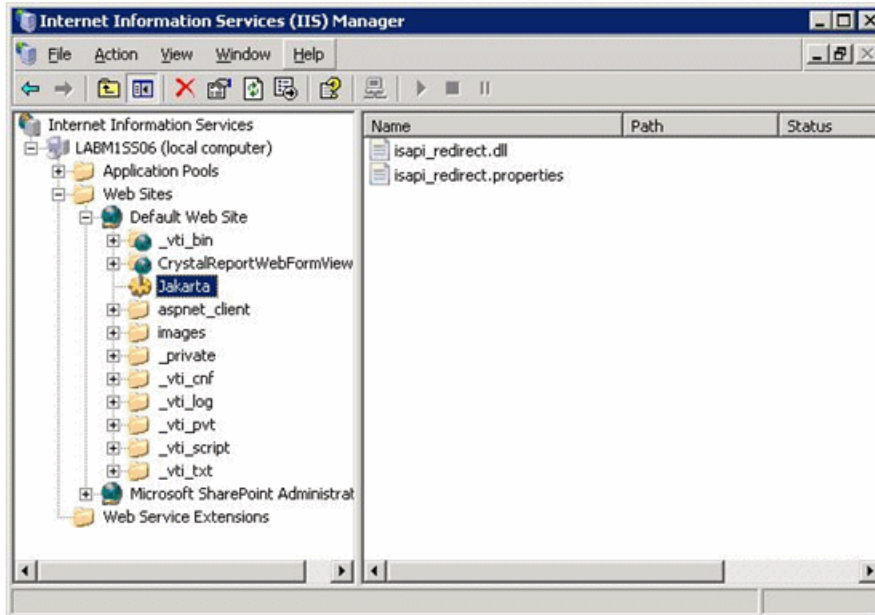 Internet Information Services (IIS) Manager
File Action View Window Help
Internet Information Services
LABM1SS06 (local computer)
Application Pools
Web Sites
Default Web Site
_vti_bin
CrystalReportWebFormView
Jakarta
aspnet_client
images
_private
_vti_cnf
_vti_log
_vti_pvt
_vti_script
_vti_txt
Microsoft SharePoint Administrat
Web Service Extensions
Name Path Status
isapi_redirect.dll
isapi_redirect.properties